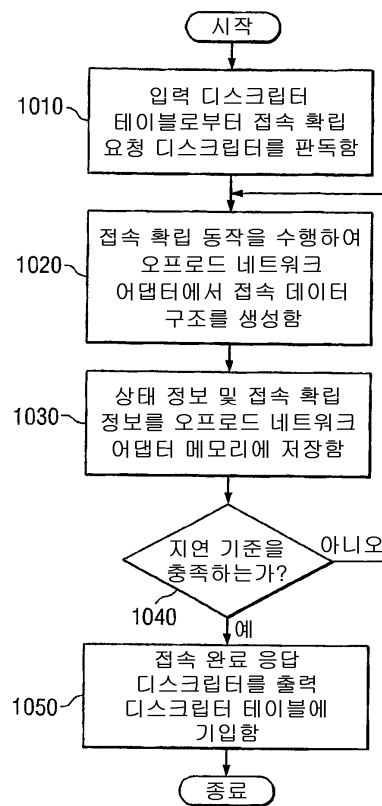 시작
1010
입력 디스크립터
테이블로부터 접속 확립
요청 디스크립터를 판독함
1020
접속 확립 동작을 수행하여
오프로드 네트워크
어댑터에서 접속 데이터
구조를 생성함
1030
상태 정보 및 접속 확립
정보를 오프로드 네트워크
어댑터 메모리에 저장함
지연 기준을
충족하는가?
아니오
1040
예
1050
접속 완료 응답
디스크립터를 출력
디스크립터 테이블에
기입함
종료